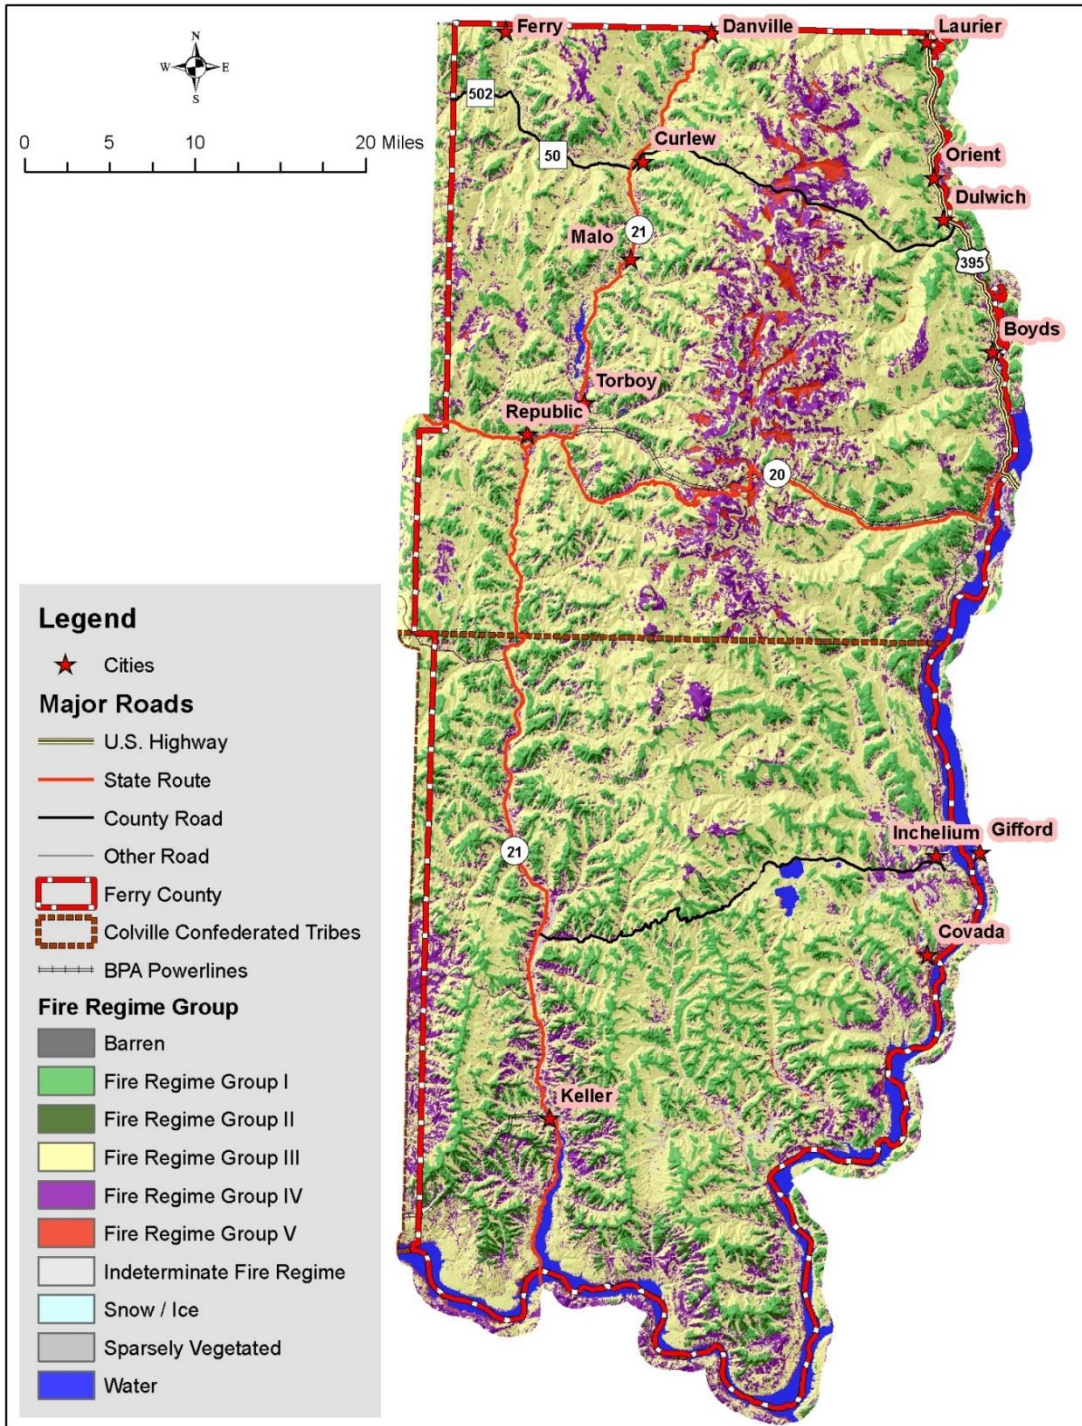 N
W E
S
0 5 10 20 Miles
Ferry
Danville
Laurier
502
50
Curlew
Orient
Dulwich
21
Malo
395
Boyds
Torboy
Republic
20
21
Inchelium
Gifford
Covada
Keller
Legend
Cities
Major Roads
U.S. Highway
State Route
County Road
Other Road
Ferry County
Colville Confederated Tribes
BPA Powerlines
Fire Regime Group
Barren
Fire Regime Group I
Fire Regime Group II
Fire Regime Group III
Fire Regime Group IV
Fire Regime Group V
Indeterminate Fire Regime
Snow / Ice
Sparsely Vegetated
Water